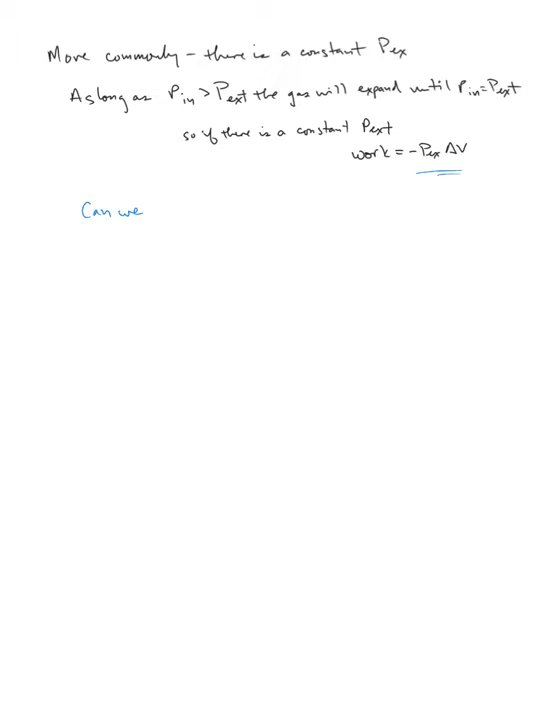 More commonly – there is a constant Pex
As long as Pin > Pext the gas will expand until Pin = Pext
so if there is a constant Pext
work = -Pex ΔV
Can we